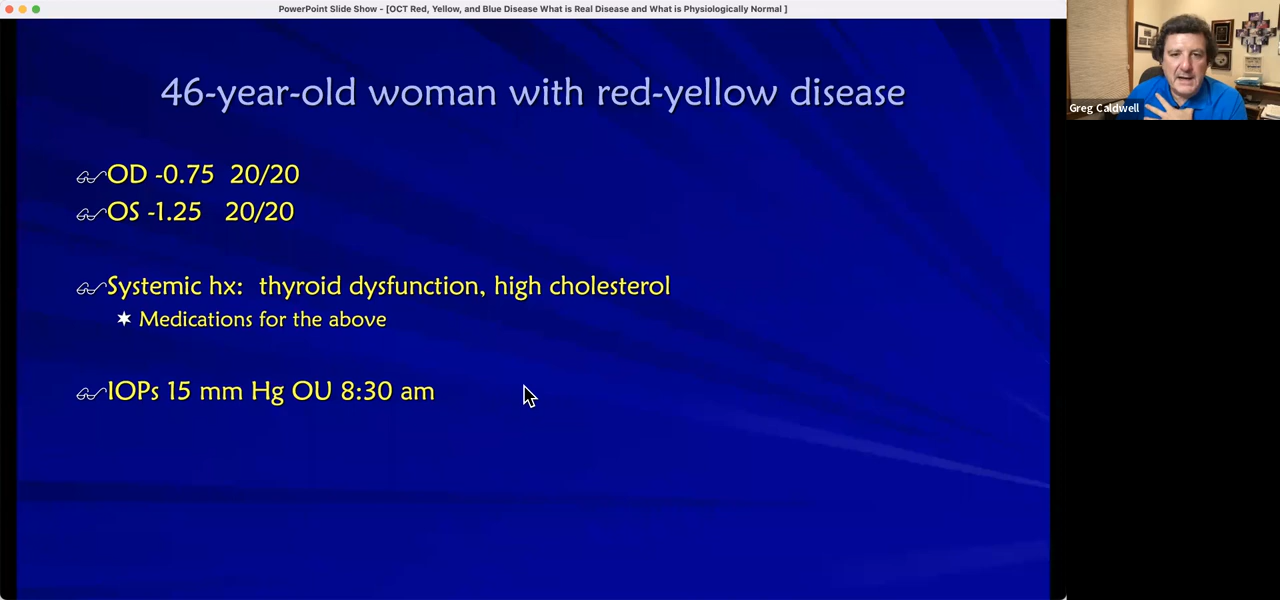 PowerPoint Slide Show - [OCT Red, Yellow, and Blue Disease What is Real Disease and What is Physiologically Normal ]
46-year-old woman with red-yellow disease
OD -0.75 20/20
OS -1.25 20/20
Systemic hx: thyroid dysfunction, high cholesterol
Medications for the above
IOPs 15 mm Hg OU 8:30 am
Greg Caldwell